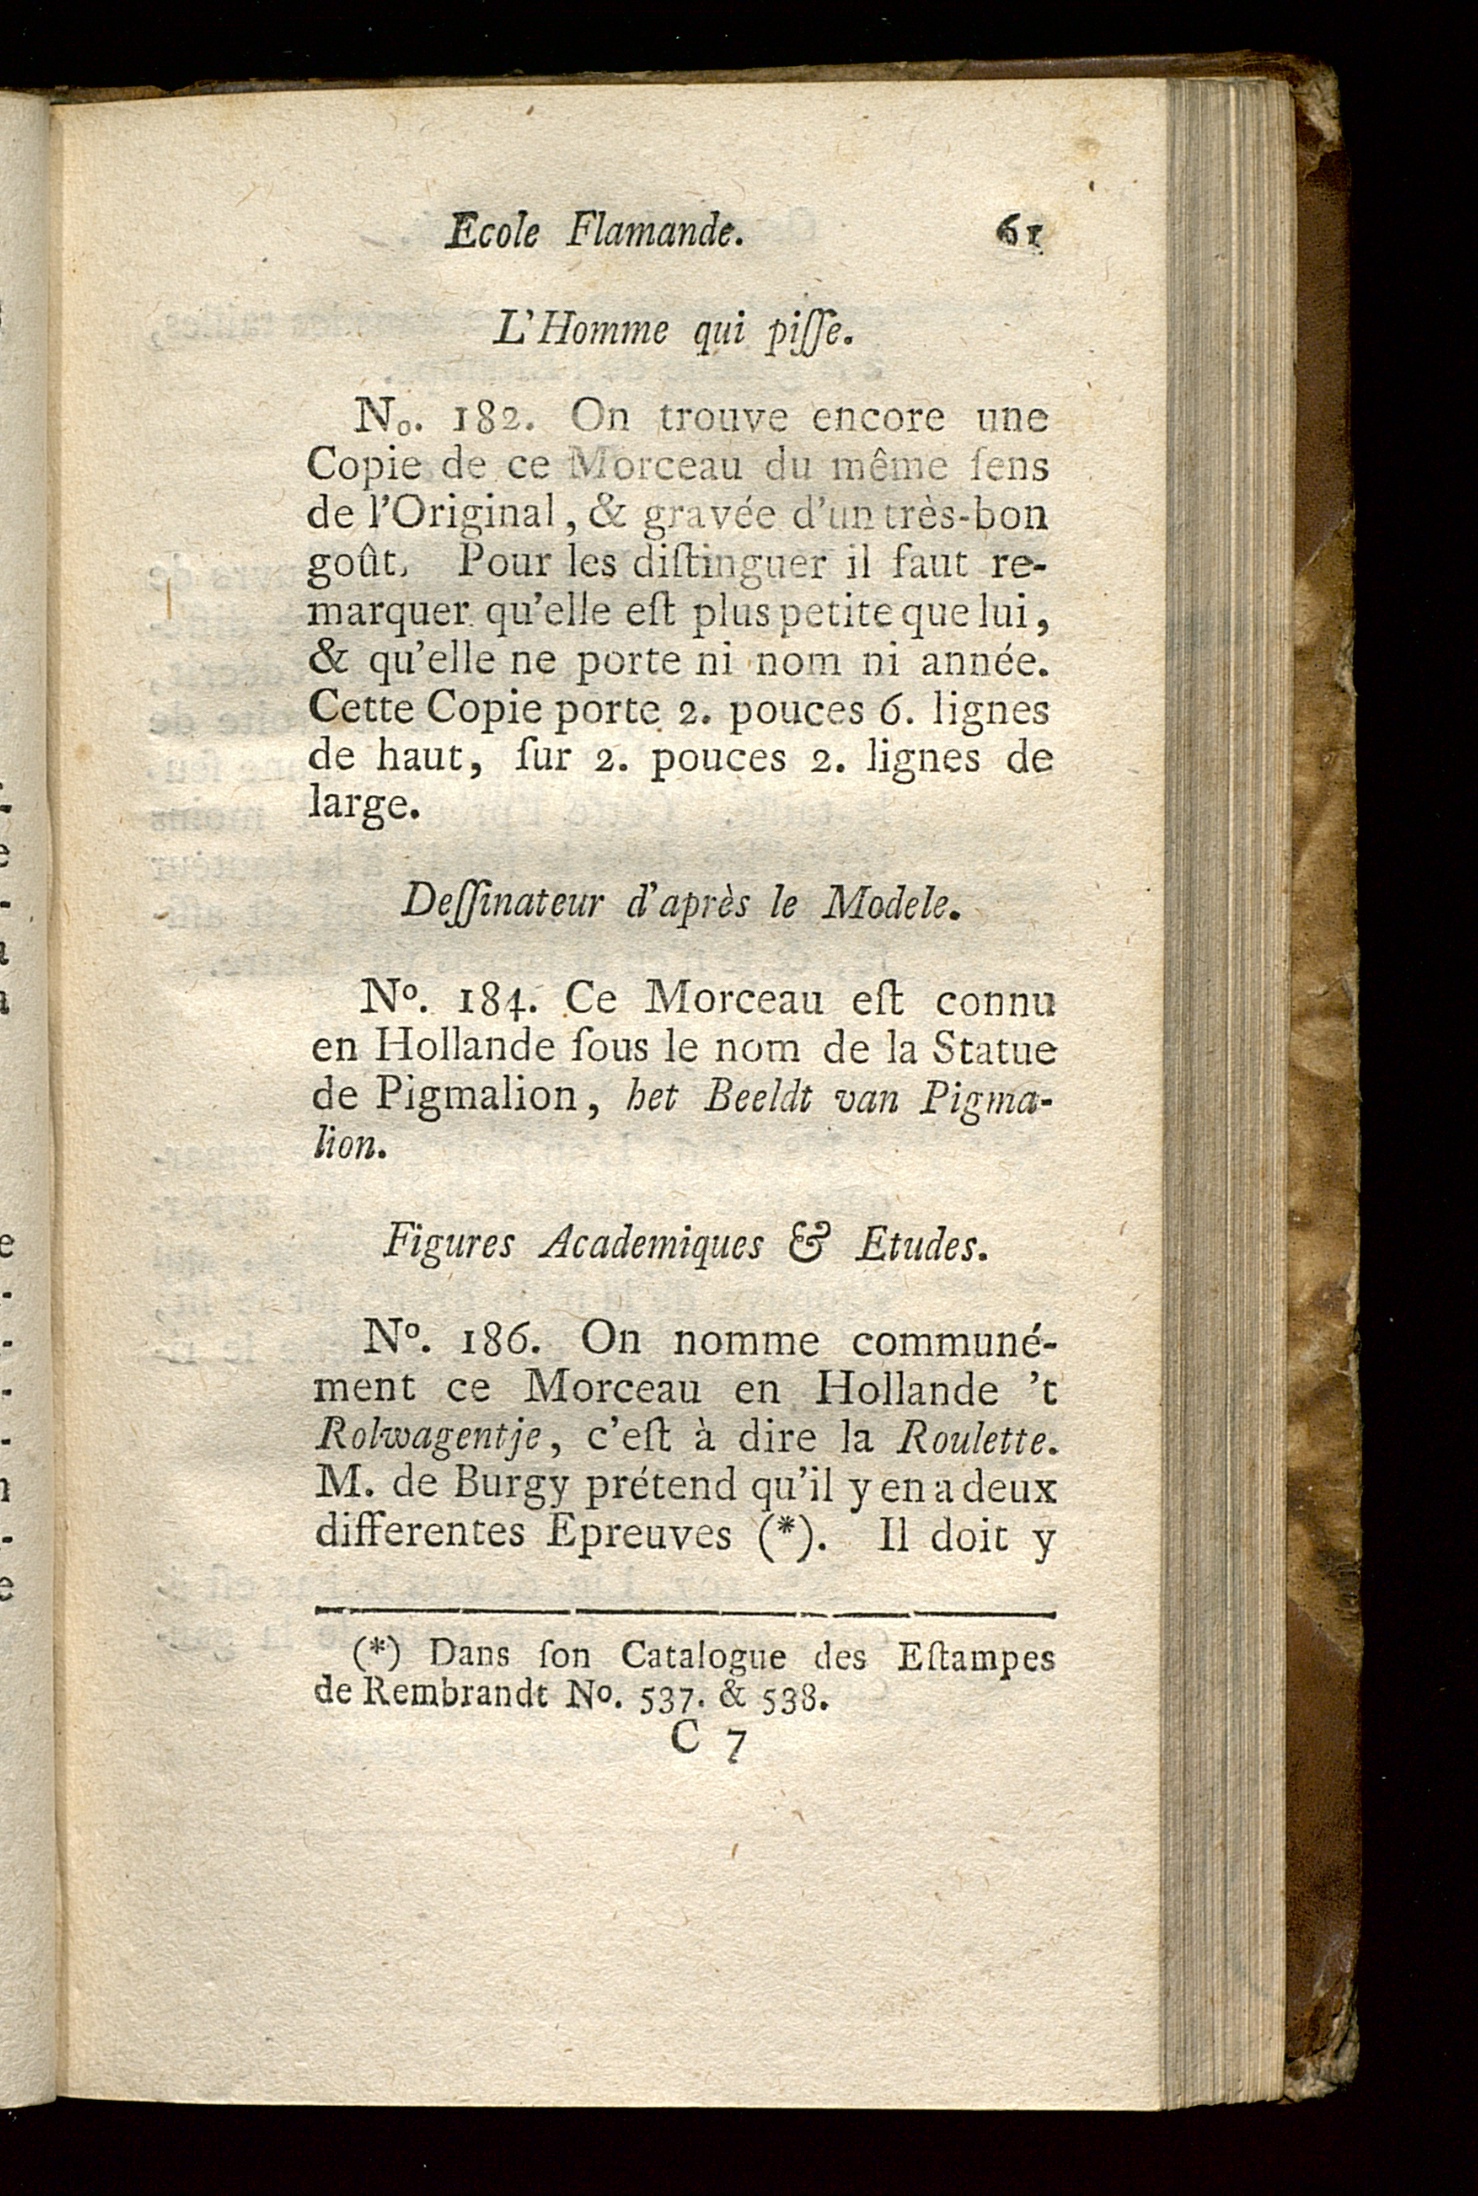 Ecole Flamande. 61
L'Homme qui piſſe.
No. 182. On trouve encore une
Copie de ce Morceau du même ſens
de l'Original, & gravée d'un très-bon
goût. Pour les diſtinguer il faut re-
marquer qu'elle eſt plus petite que lui,
& qu'elle ne porte ni nom ni année.
Cette Copie porte 2. pouces 6. lignes
de haut, ſur 2. pouces 2. lignes de
large.
Deſſinateur d'après le Modele.
Nº. 184. Ce Morceau eſt connu
en Hollande ſous le nom de la Statue
de Pigmalion, het Beeldt van Pigma-
lion.
Figures Academiques & Etudes.
Nº. 186. On nomme communé-
ment ce Morceau en Hollande 't
Rolwagentje, c'eſt à dire la Roulette.
M. de Burgy prétend qu'il y en a deux
differentes Epreuves (*). Il doit y
(*) Dans ſon Catalogue des Eſtampes
de Rembrandt No. 537. & 538.
C 7